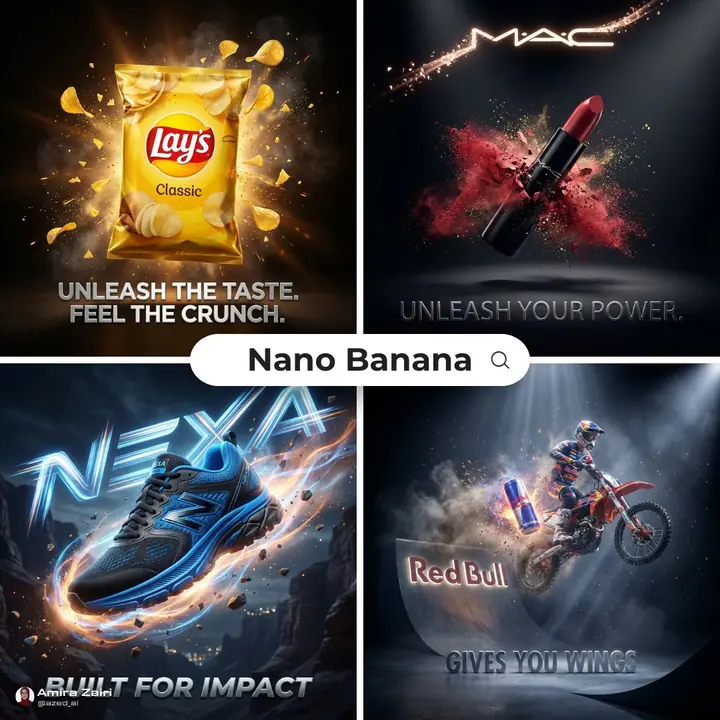 Lay's
Classic
UNLEASH THE TASTE.
FEEL THE CRUNCH.
MAC
UNLEASH YOUR POWER.
Nano Banana
NEXA
NEXA
N
BUILT FOR IMPACT
Amira Zairi
@azed_ai
Red Bull
GIVES YOU WINGS